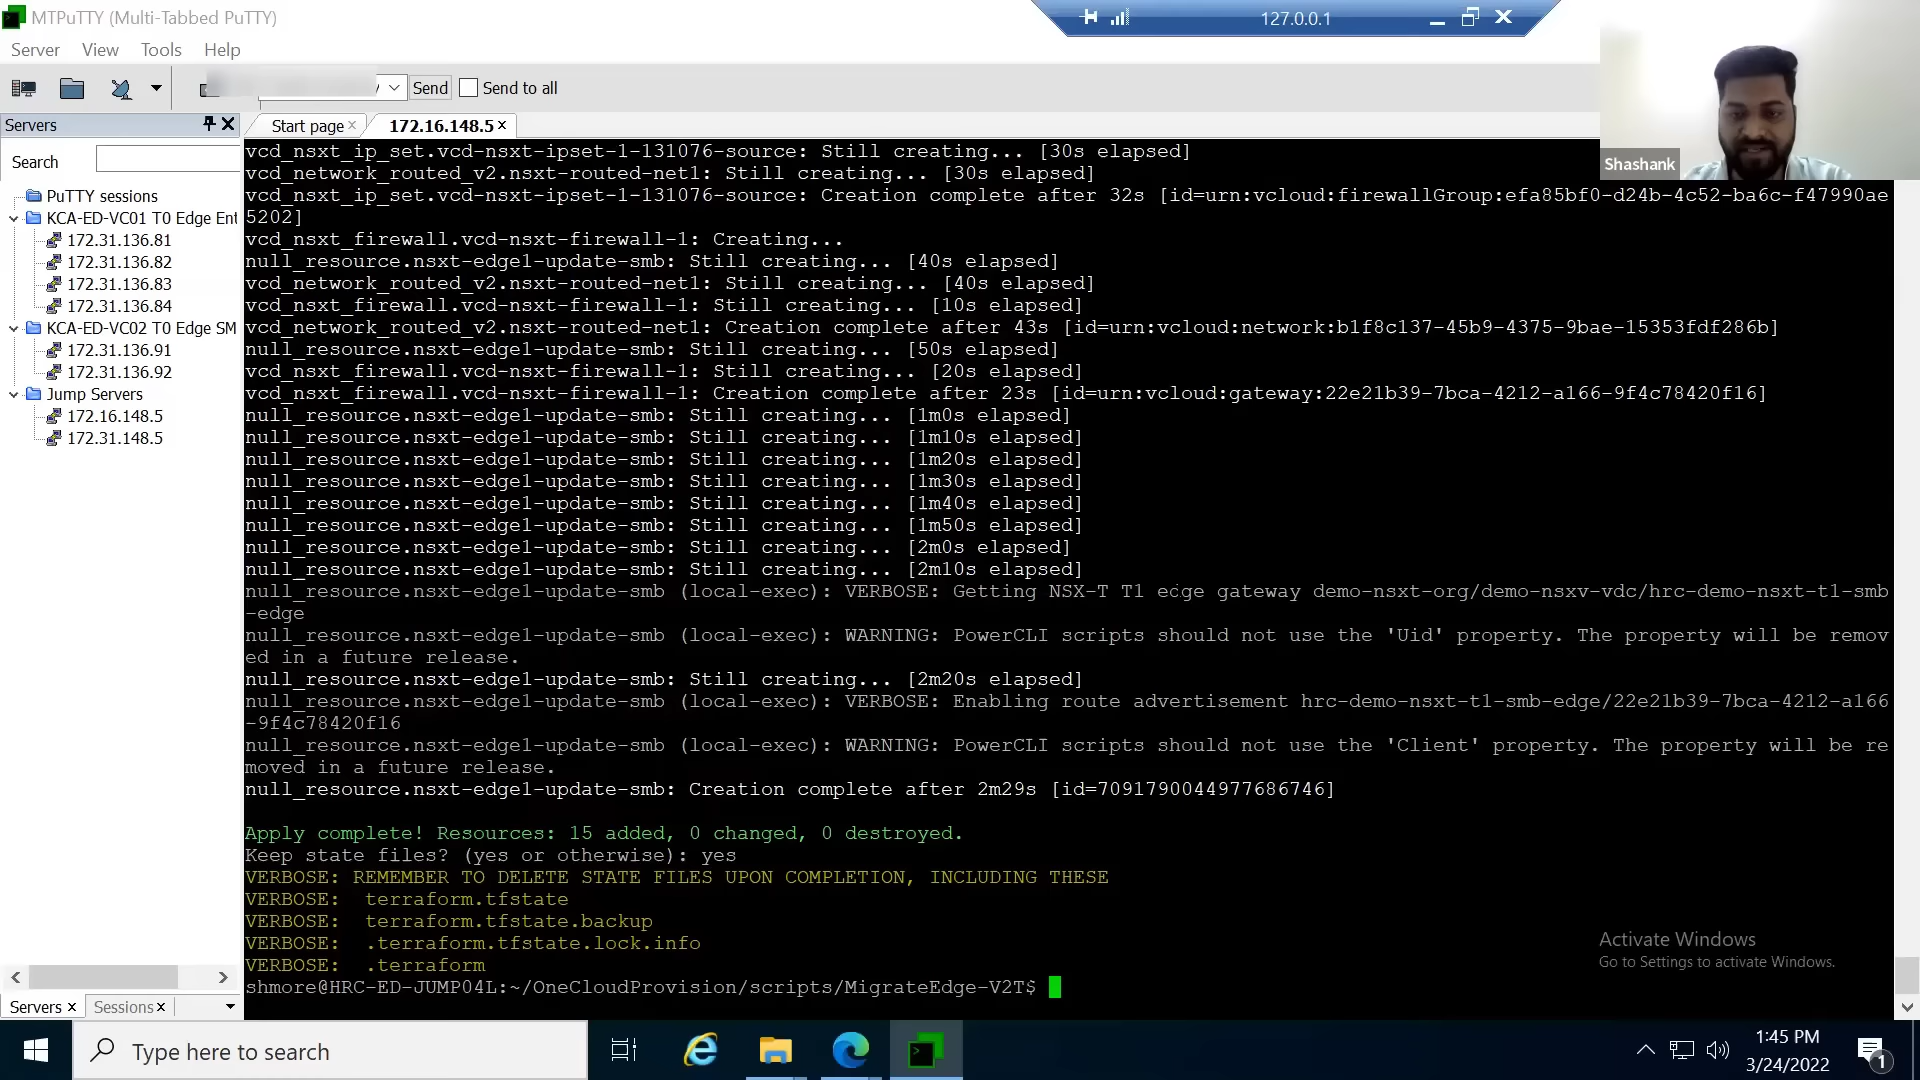 MTPuTTY (Multi-Tabbed PuTTY)
127.0.0.1
Server View Tools Help
Send Send to all
Servers
Start page 172.16.148.5
Search
Shashank
PuTTY sessions
KCA-ED-VC01 T0 Edge Ent
172.31.136.81
172.31.136.82
172.31.136.83
172.31.136.84
KCA-ED-VC02 T0 Edge SM
172.31.136.91
172.31.136.92
Jump Servers
172.16.148.5
172.31.148.5
Servers Sessions
vcd_nsxt_ip_set.vcd-nsxt-ipset-1-131076-source: Still creating... [30s elapsed]
vcd_network_routed_v2.nsxt-routed-net1: Still creating... [30s elapsed]
vcd_nsxt_ip_set.vcd-nsxt-ipset-1-131076-source: Creation complete after 32s [id=urn:vcloud:firewallGroup:efa85bf0-d24b-4c52-ba6c-f47990ae
5202]
vcd_nsxt_firewall.vcd-nsxt-firewall-1: Creating...
null_resource.nsxt-edge1-update-smb: Still creating... [40s elapsed]
vcd_network_routed_v2.nsxt-routed-net1: Still creating... [40s elapsed]
vcd_nsxt_firewall.vcd-nsxt-firewall-1: Still creating... [10s elapsed]
vcd_network_routed_v2.nsxt-routed-net1: Creation complete after 43s [id=urn:vcloud:network:b1f8c137-45b9-4375-9bae-15353fdf286b]
null_resource.nsxt-edge1-update-smb: Still creating... [50s elapsed]
vcd_nsxt_firewall.vcd-nsxt-firewall-1: Still creating... [20s elapsed]
vcd_nsxt_firewall.vcd-nsxt-firewall-1: Creation complete after 23s [id=urn:vcloud:gateway:22e21b39-7bca-4212-a166-9f4c78420f16]
null_resource.nsxt-edge1-update-smb: Still creating... [1m0s elapsed]
null_resource.nsxt-edge1-update-smb: Still creating... [1m10s elapsed]
null_resource.nsxt-edge1-update-smb: Still creating... [1m20s elapsed]
null_resource.nsxt-edge1-update-smb: Still creating... [1m30s elapsed]
null_resource.nsxt-edge1-update-smb: Still creating... [1m40s elapsed]
null_resource.nsxt-edge1-update-smb: Still creating... [1m50s elapsed]
null_resource.nsxt-edge1-update-smb: Still creating... [2m0s elapsed]
null_resource.nsxt-edge1-update-smb: Still creating... [2m10s elapsed]
null_resource.nsxt-edge1-update-smb (local-exec): VERBOSE: Getting NSX-T T1 edge gateway demo-nsxt-org/demo-nsxv-vdc/hrc-demo-nsxt-t1-smb
-edge
null_resource.nsxt-edge1-update-smb (local-exec): WARNING: PowerCLI scripts should not use the 'Uid' property. The property will be remov
ed in a future release.
null_resource.nsxt-edge1-update-smb: Still creating... [2m20s elapsed]
null_resource.nsxt-edge1-update-smb (local-exec): VERBOSE: Enabling route advertisement hrc-demo-nsxt-t1-smb-edge/22e21b39-7bca-4212-a166
-9f4c78420f16
null_resource.nsxt-edge1-update-smb (local-exec): WARNING: PowerCLI scripts should not use the 'Client' property. The property will be re
moved in a future release.
null_resource.nsxt-edge1-update-smb: Creation complete after 2m29s [id=7091790044977686746]
Apply complete! Resources: 15 added, 0 changed, 0 destroyed.
Keep state files? (yes or otherwise): yes
VERBOSE: REMEMBER TO DELETE STATE FILES UPON COMPLETION, INCLUDING THESE
VERBOSE:  terraform.tfstate
VERBOSE:  terraform.tfstate.backup
VERBOSE:  .terraform.tfstate.lock.info
VERBOSE:  .terraform
shmore@HRC-ED-JUMP04L:~/OneCloudProvision/scripts/MigrateEdge-V2T$
Activate Windows
Go to Settings to activate Windows.
Type here to search
1:45 PM
3/24/2022
1